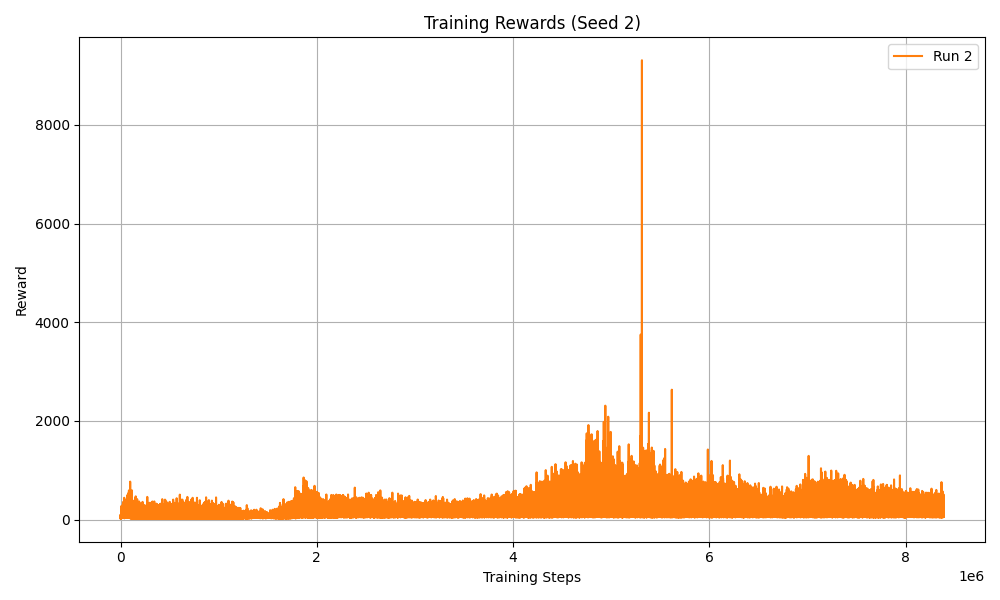 Training Rewards (Seed 2)
Run 2
Reward
8000
6000
4000
2000
0
0 2 4 6 8
1e6
Training Steps